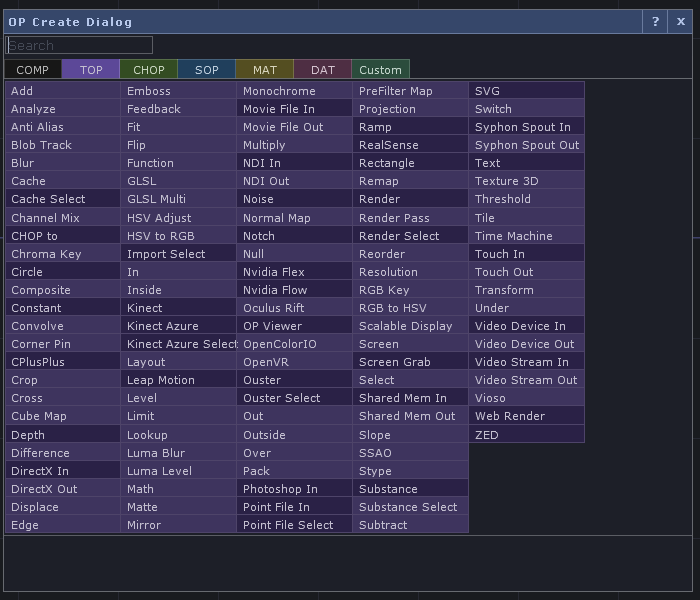 OP Create Dialog ? x
Search
COMP TOP CHOP SOP MAT DAT Custom
Add
Analyze
Anti Alias
Blob Track
Blur
Cache
Cache Select
Channel Mix
CHOP to
Chroma Key
Circle
Composite
Constant
Convolve
Corner Pin
CPlusPlus
Crop
Cross
Cube Map
Depth
Difference
DirectX In
DirectX Out
Displace
Edge
Emboss
Feedback
Fit
Flip
Function
GLSL
GLSL Multi
HSV Adjust
HSV to RGB
Import Select
In
Inside
Kinect
Kinect Azure
Kinect Azure Select
Layout
Leap Motion
Level
Limit
Lookup
Luma Blur
Luma Level
Math
Matte
Mirror
Monochrome
Movie File In
Movie File Out
Multiply
NDI In
NDI Out
Noise
Normal Map
Notch
Null
Nvidia Flex
Nvidia Flow
Oculus Rift
OP Viewer
OpenColorIO
OpenVR
Ouster
Ouster Select
Out
Outside
Over
Pack
Photoshop In
Point File In
Point File Select
PreFilter Map
Projection
Ramp
RealSense
Rectangle
Remap
Render
Render Pass
Render Select
Reorder
Resolution
RGB Key
RGB to HSV
Scalable Display
Screen
Screen Grab
Select
Shared Mem In
Shared Mem Out
Slope
SSAO
Stype
Substance
Substance Select
Subtract
SVG
Switch
Syphon Spout In
Syphon Spout Out
Text
Texture 3D
Threshold
Tile
Time Machine
Touch In
Touch Out
Transform
Under
Video Device In
Video Device Out
Video Stream In
Video Stream Out
Vioso
Web Render
ZED